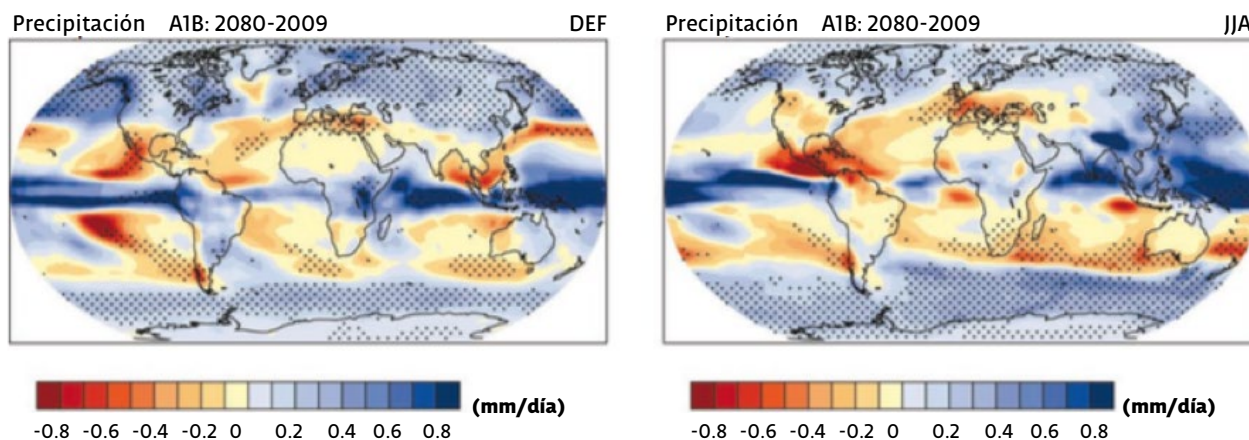 Precipitación A1B: 2080-2009 DEF
Precipitación A1B: 2080-2009 JJA
-0.8 -0.6 -0.4 -0.2 0 0.2 0.4 0.6 0.8 (mm/día)
-0.8 -0.6 -0.4 -0.2 0 0.2 0.4 0.6 0.8 (mm/día)